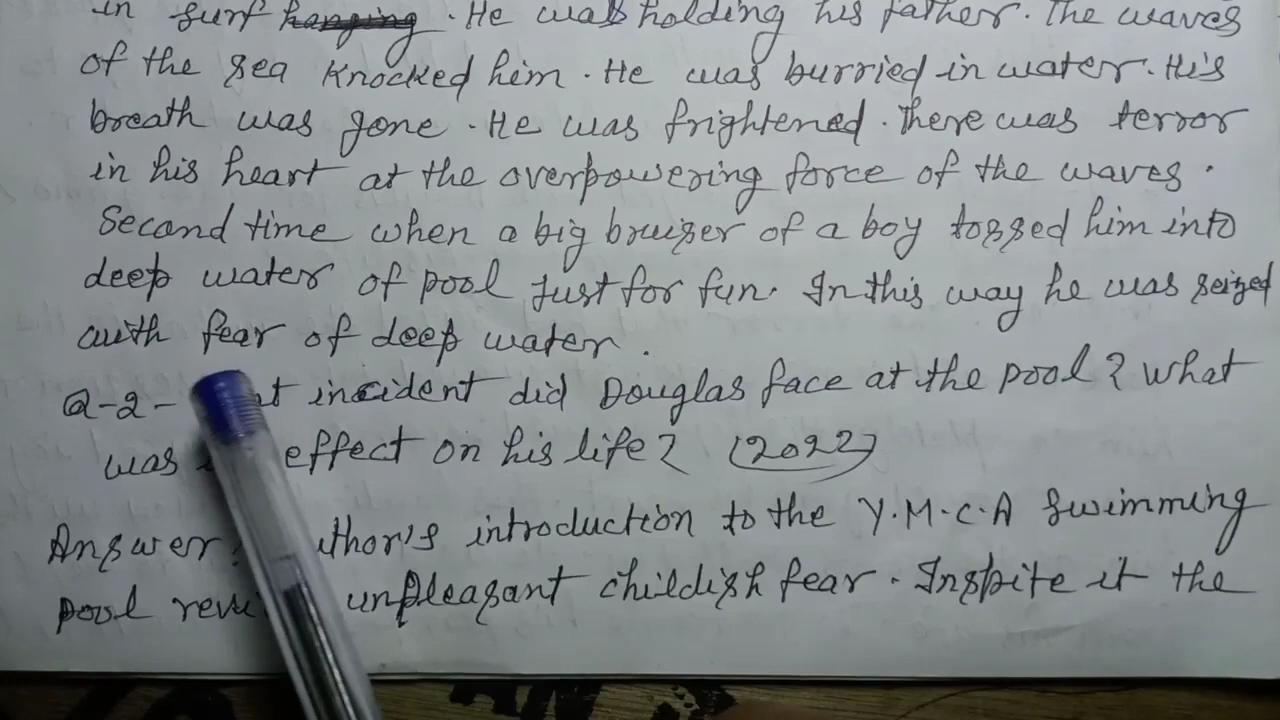 in surf hanging. He was holding his father. The waves
of the sea knocked him. He was burried in water. His
breath was gone. He was frightened. There was terror
in his heart at the overpowering force of the waves.
Second time when a big bruiser of a boy tossed him into
deep water of pool Just for fun. In this way he was seized
with fear of deep water.
Q-2- incident did Douglas face at the pool? What
was effect on his life? (2022)
Answer: introduction to the Y.M.C.A Swimming
pool unpleasant childish fear. Inspite it the